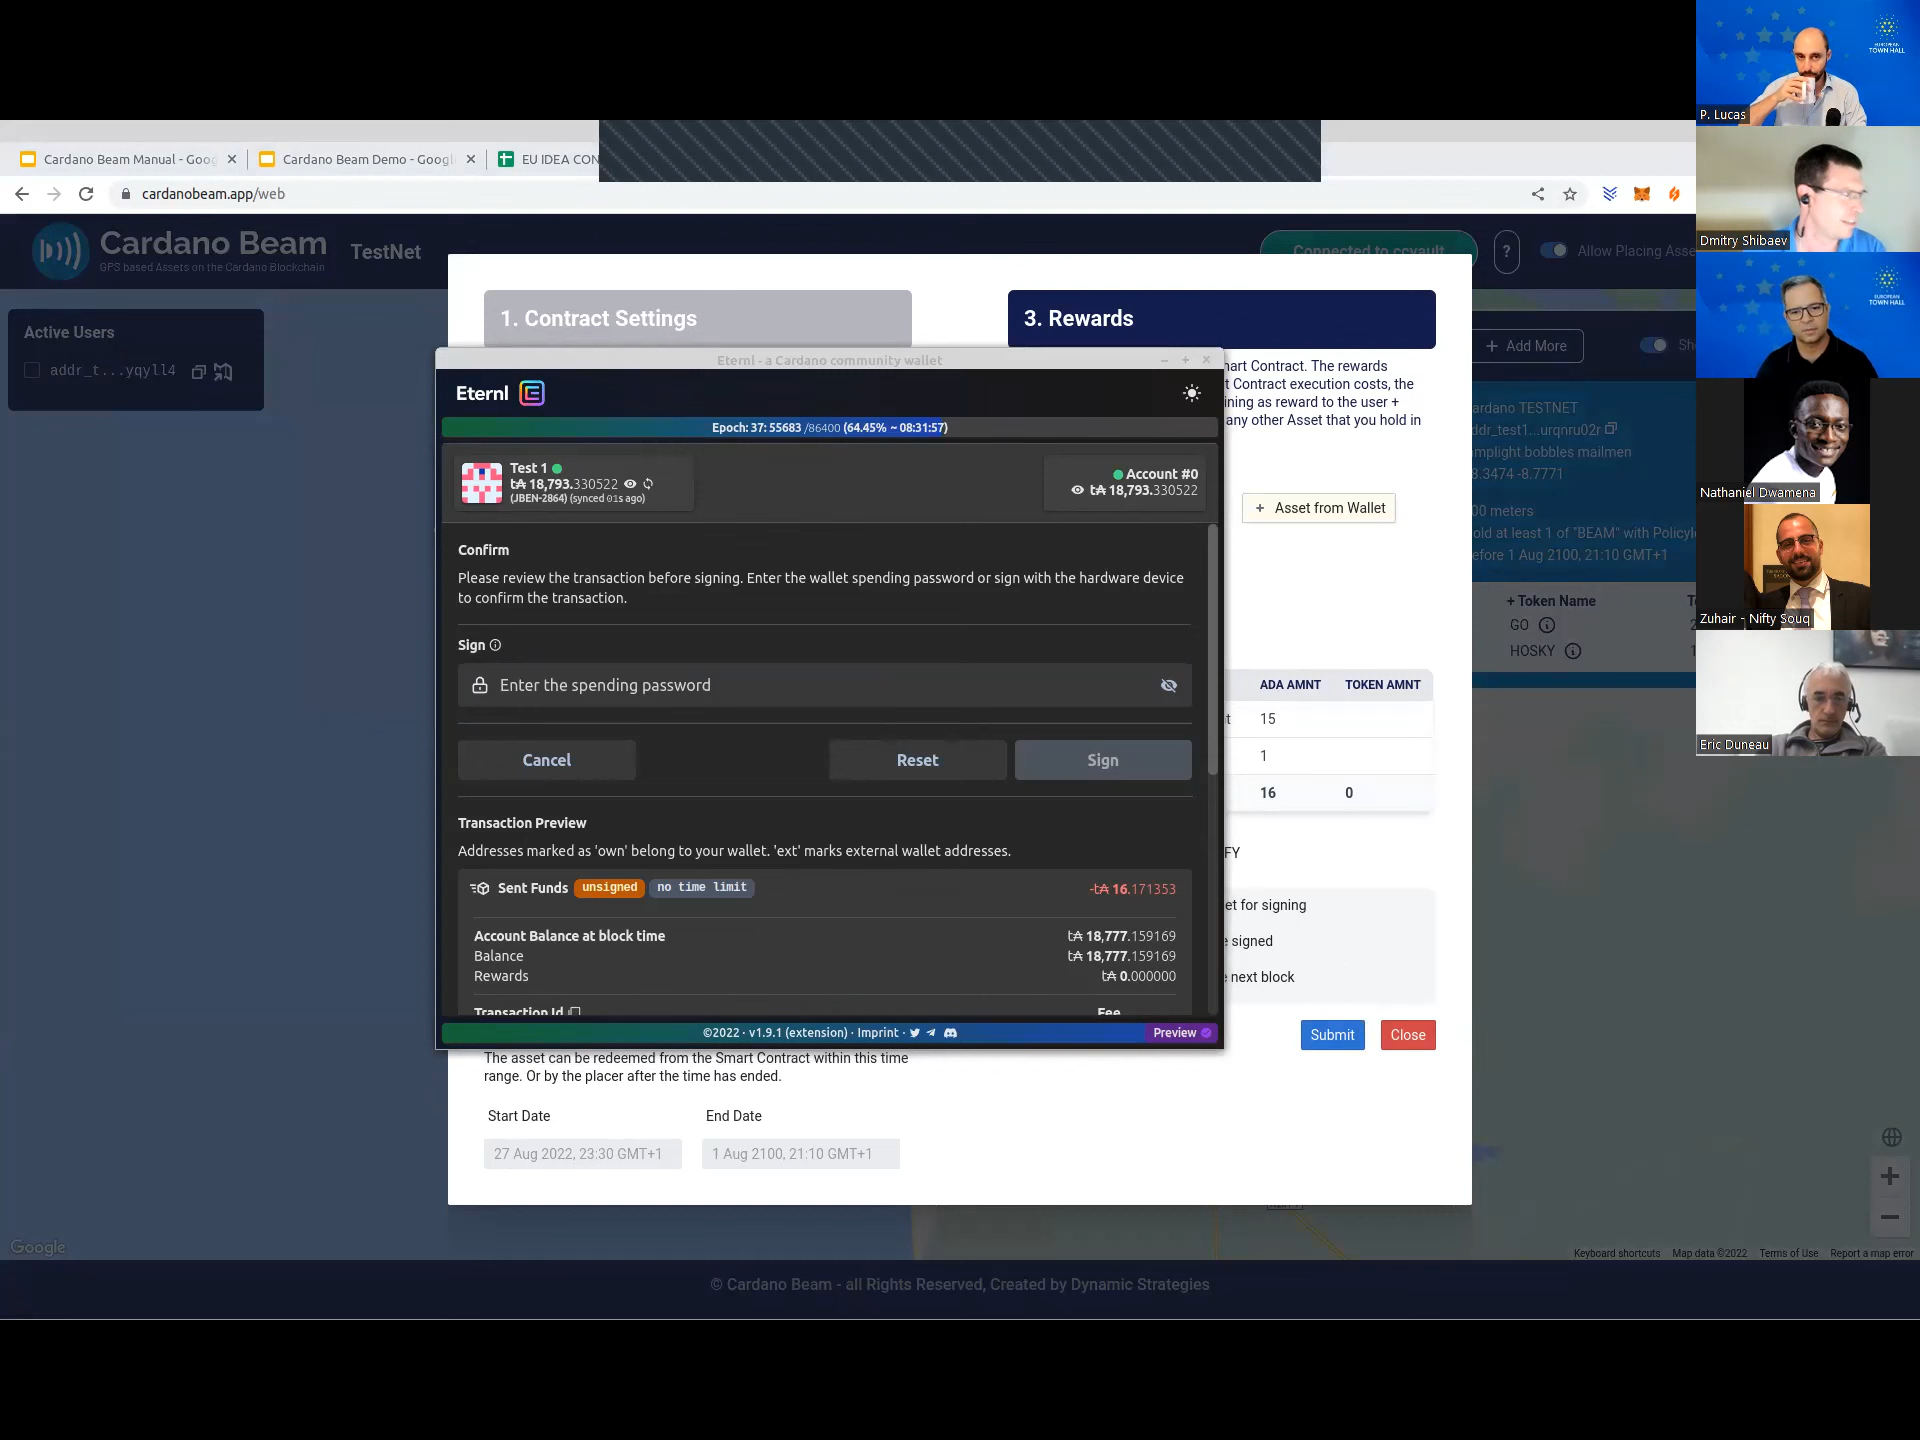 Cardano Beam Manual - Goog
Cardano Beam Demo - Googl
EU IDEA CON
cardanobeam.app/web
Cardano Beam
GPS based Assets on the Cardano Blockchain
TestNet
Connected to ccvault
?
Allow Placing Asse
Active Users
addr_t...yqyll4
1. Contract Settings
3. Rewards
+ Add More
Sh
art Contract. The rewards
t Contract execution costs, the
ining as reward to the user +
any other Asset that you hold in
+ Asset from Wallet
ardano TESTNET
ddr_test1...urqnru02r
mplight bobbles mailmen
8.3474 -8.7771
00 meters
old at least 1 of "BEAM" with PolicyI
efore 1 Aug 2100, 21:10 GMT+1
+ Token Name
GO
HOSKY
Eternl - a Cardano community wallet
Eternl
Epoch: 37: 55683 /86400 (64.45% ~ 08:31:57)
Test 1
t₳ 18,793.330522
(JBEN-2864) (synced 01s ago)
Account #0
t₳ 18,793.330522
Confirm
Please review the transaction before signing. Enter the wallet spending password or sign with the hardware device
to confirm the transaction.
Sign
Enter the spending password
Cancel
Reset
Sign
Transaction Preview
Addresses marked as 'own' belong to your wallet. 'ext' marks external wallet addresses.
Sent Funds unsigned no time limit -t₳ 16.171353
Account Balance at block time t₳ 18,777.159169
Balance t₳ 18,777.159169
Rewards t₳ 0.000000
Transaction Id Fee
©2022 · v1.9.1 (extension) · Imprint ·
Preview
t
ADA AMNT TOKEN AMNT
15
1
16 0
FY
et for signing
e signed
e next block
Submit
Close
The asset can be redeemed from the Smart Contract within this time
range. Or by the placer after the time has ended.
Start Date End Date
27 Aug 2022, 23:30 GMT+1 1 Aug 2100, 21:10 GMT+1
Google
Keyboard shortcuts Map data ©2022 Terms of Use Report a map error
© Cardano Beam - all Rights Reserved, Created by Dynamic Strategies
EUROPEAN
TOWN HALL
P. Lucas
Dmitry Shibaev
EUROPEAN
TOWN HALL
Nathaniel Dwamena
Zuhair - Nifty Souq
Eric Duneau